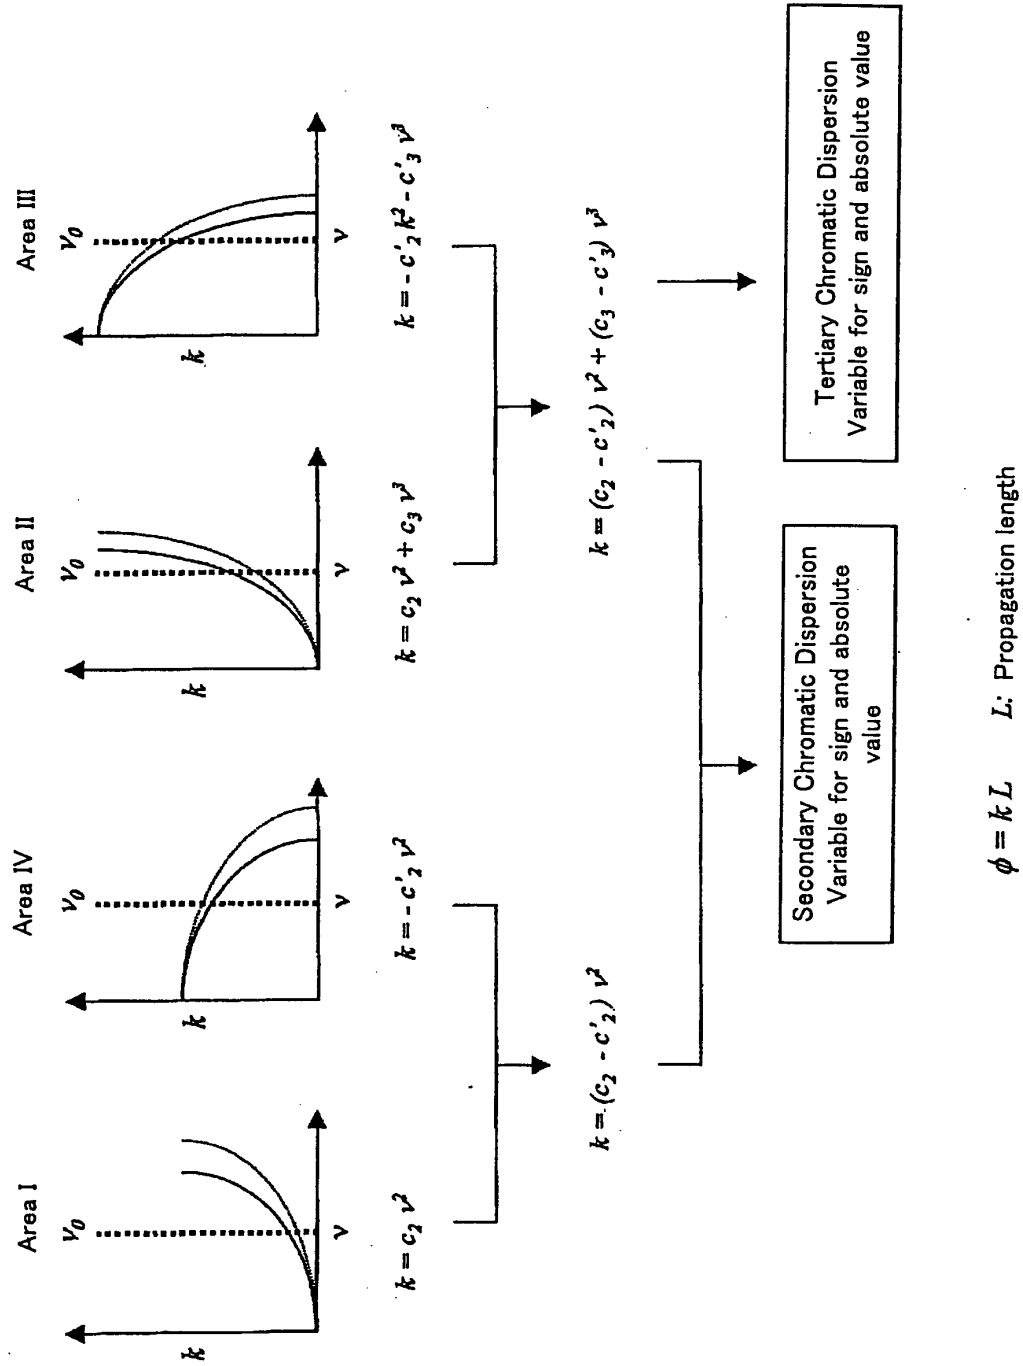 Area I
ν₀
k
ν
k = c₂ ν²
Area IV
ν₀
k
ν
k = - c'₂ ν²
Area II
ν₀
k
ν
k = c₂ ν² + c₃ ν³
Area III
ν₀
k
ν
k = - c'₂ k² - c'₃ ν³
k = (c₂ - c'₂) ν²
k = (c₂ - c'₂) ν² + (c₃ - c'₃) ν³
Secondary Chromatic Dispersion
Variable for sign and absolute
value
Tertiary Chromatic Dispersion
Variable for sign and absolute value
ϕ = k L L: Propagation length